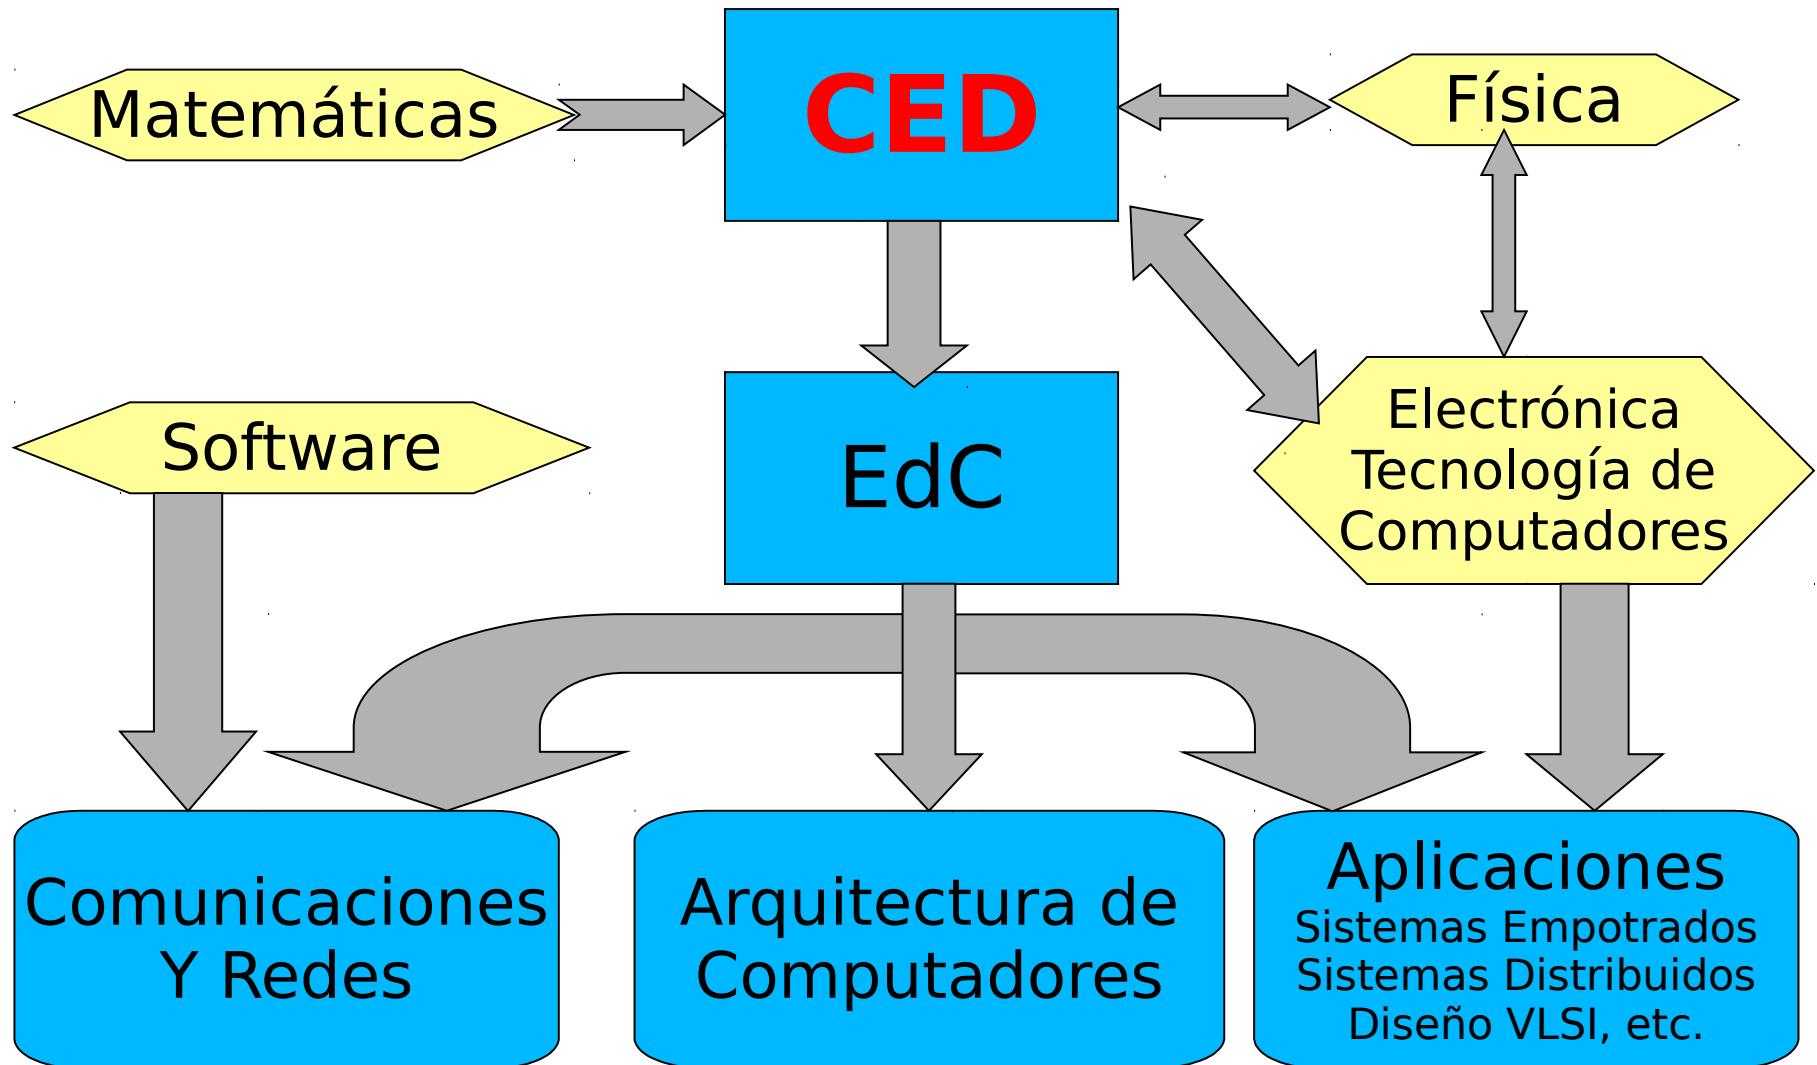 Matemáticas
CED
Física
Software
EdC
Electrónica
Tecnología de
Computadores
Comunicaciones
Y Redes
Arquitectura de
Computadores
Aplicaciones
Sistemas Empotrados
Sistemas Distribuidos
Diseño VLSI, etc.